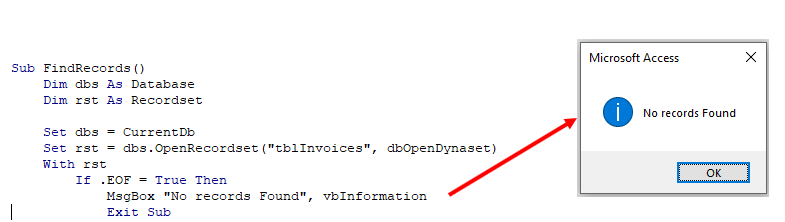 Sub FindRecords()
    Dim dbs As Database
    Dim rst As Recordset
    Set dbs = CurrentDb
    Set rst = dbs.OpenRecordset("tblInvoices", dbOpenDynaset)
    With rst
        If .EOF = True Then
            MsgBox "No records Found", vbInformation
            Exit Sub
Microsoft Access
No records Found
OK